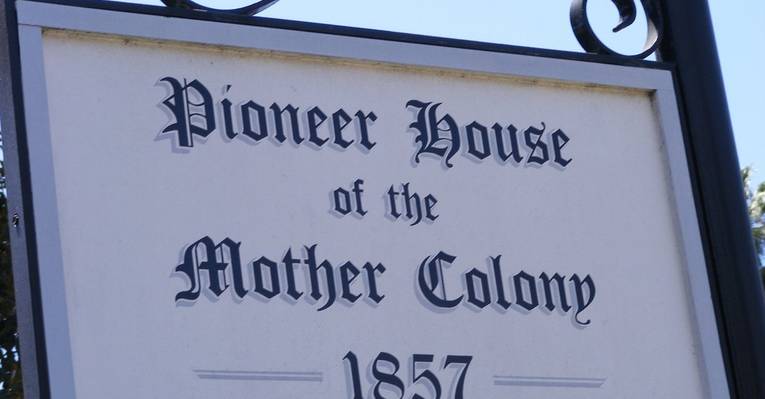 Pioneer House
of the
Mother Colony
1857